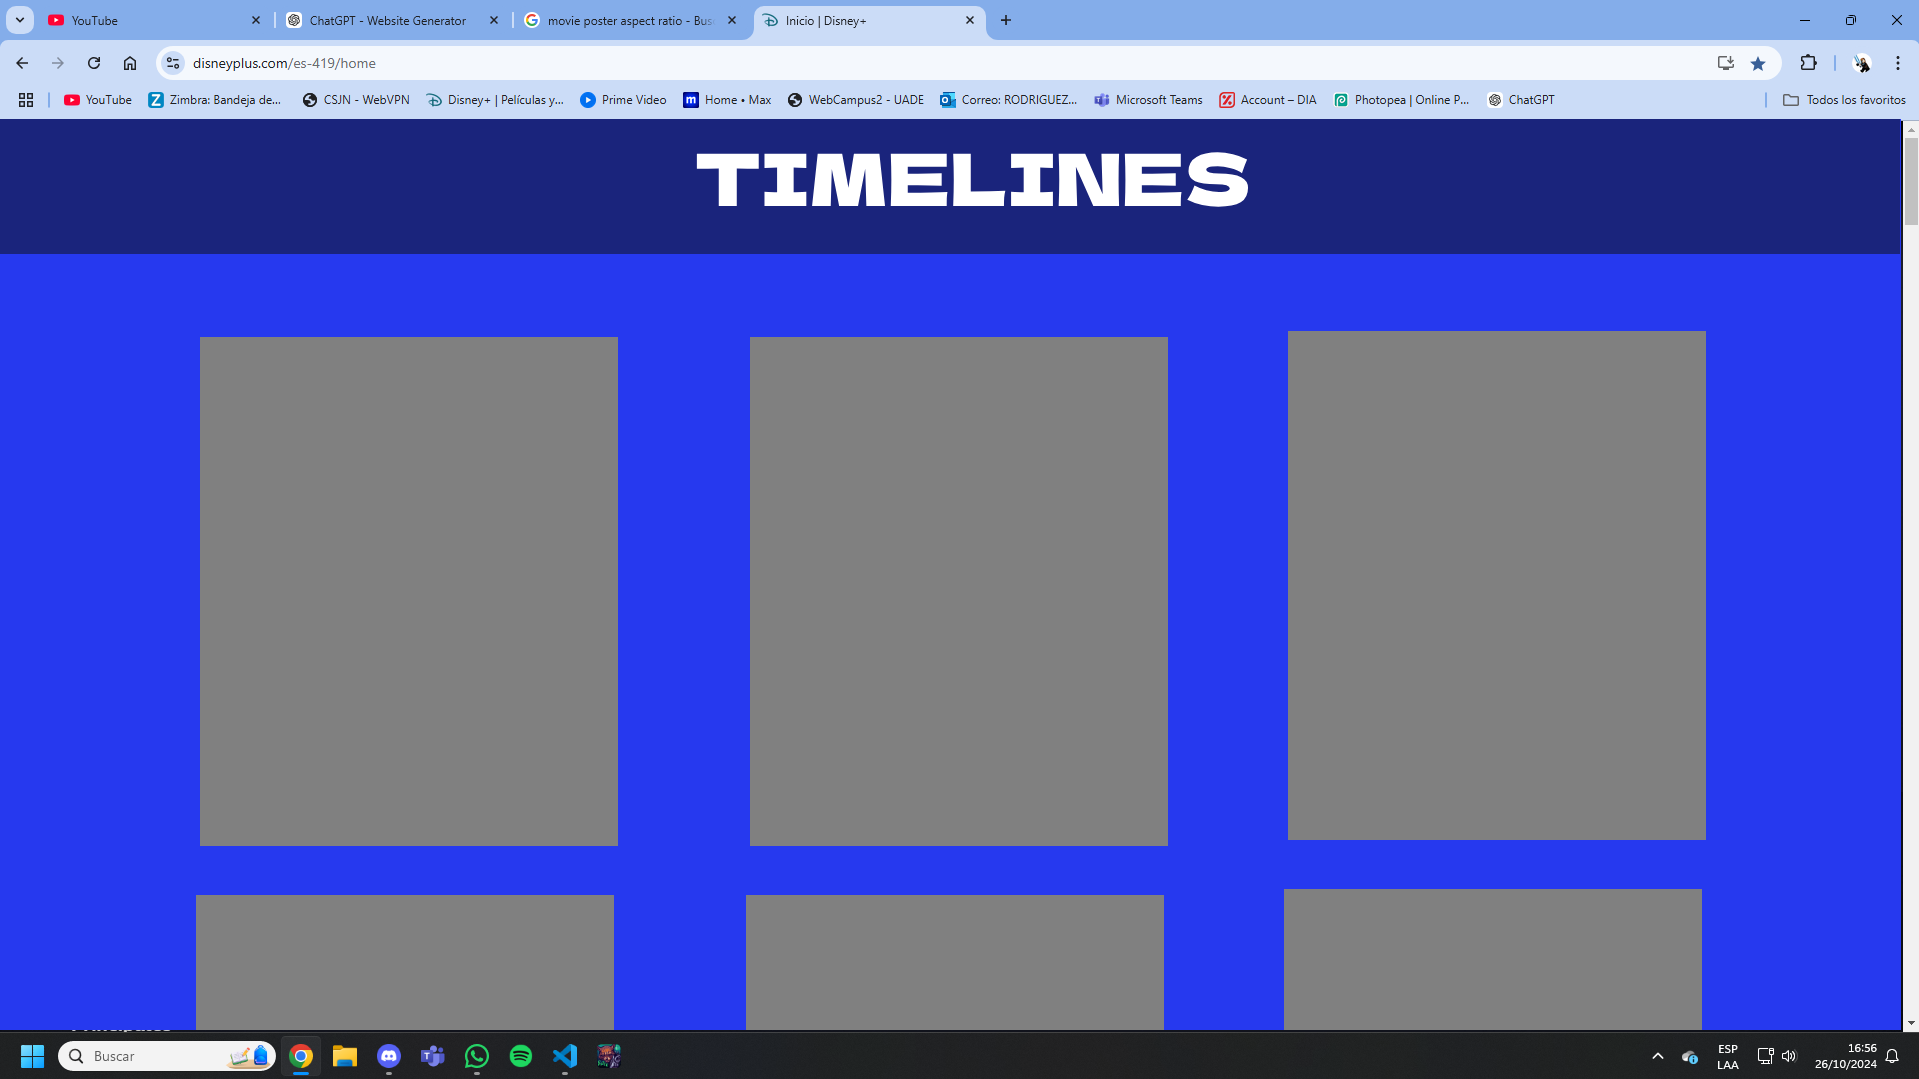 YouTube
ChatGPT - Website Generator
movie poster aspect ratio - Bus
Inicio | Disney+
disneyplus.com/es-419/home
YouTube
Zimbra: Bandeja de...
CSJN - WebVPN
Disney+ | Películas y...
Prime Video
Home • Max
WebCampus2 - UADE
Correo: RODRIGUEZ...
Microsoft Teams
Account – DIA
Photopea | Online P...
ChatGPT
Todos los favoritos
TIMELINES
Buscar
ESP
LAA
16:56
26/10/2024